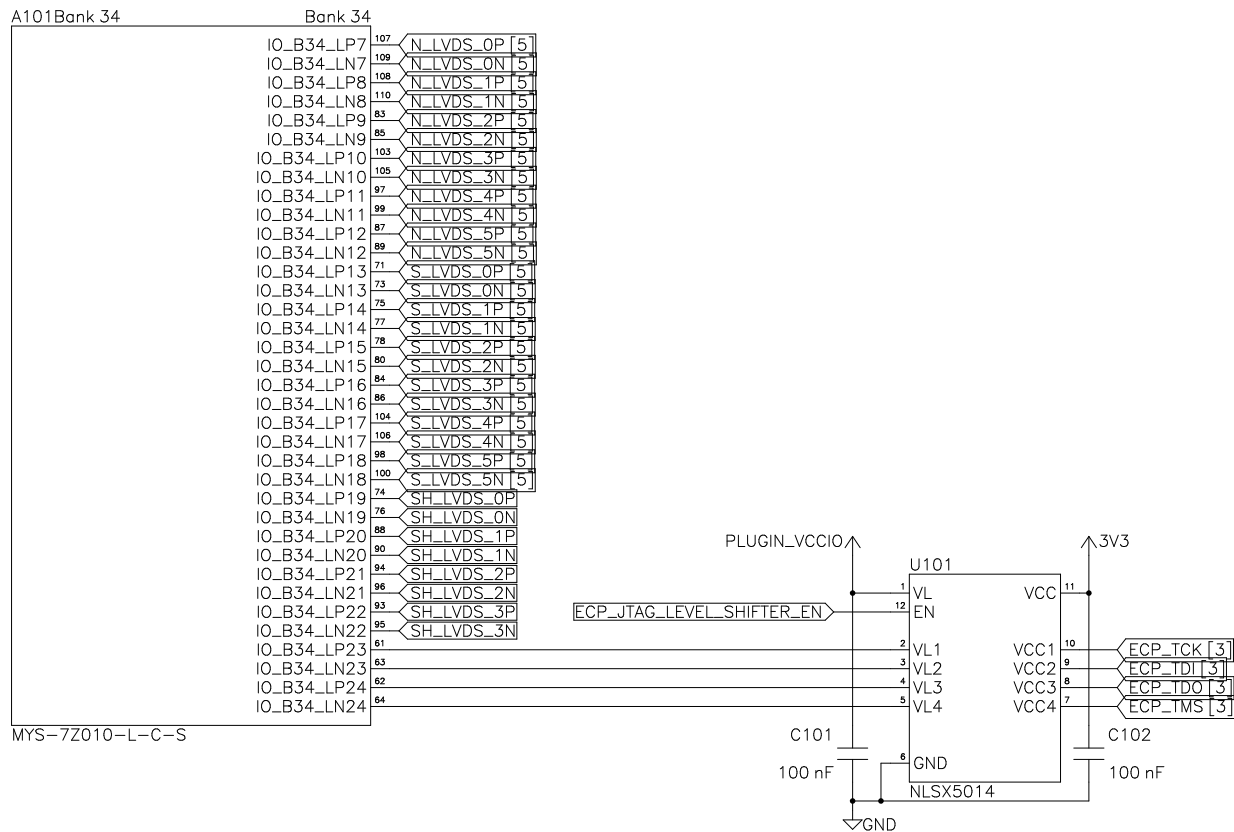 A101Bank 34 Bank 34
IO_B34_LP7 107 N_LVDS_0P [5]
IO_B34_LN7 109 N_LVDS_0N [5]
IO_B34_LP8 108 N_LVDS_1P [5]
IO_B34_LN8 110 N_LVDS_1N [5]
IO_B34_LP9 83 N_LVDS_2P [5]
IO_B34_LN9 85 N_LVDS_2N [5]
IO_B34_LP10 103 N_LVDS_3P [5]
IO_B34_LN10 105 N_LVDS_3N [5]
IO_B34_LP11 97 N_LVDS_4P [5]
IO_B34_LN11 99 N_LVDS_4N [5]
IO_B34_LP12 87 N_LVDS_5P [5]
IO_B34_LN12 89 N_LVDS_5N [5]
IO_B34_LP13 71 S_LVDS_0P [5]
IO_B34_LN13 73 S_LVDS_0N [5]
IO_B34_LP14 75 S_LVDS_1P [5]
IO_B34_LN14 77 S_LVDS_1N [5]
IO_B34_LP15 78 S_LVDS_2P [5]
IO_B34_LN15 80 S_LVDS_2N [5]
IO_B34_LP16 84 S_LVDS_3P [5]
IO_B34_LN16 86 S_LVDS_3N [5]
IO_B34_LP17 104 S_LVDS_4P [5]
IO_B34_LN17 106 S_LVDS_4N [5]
IO_B34_LP18 98 S_LVDS_5P [5]
IO_B34_LN18 100 S_LVDS_5N [5]
IO_B34_LP19 74 SH_LVDS_0P
IO_B34_LN19 76 SH_LVDS_0N
IO_B34_LP20 88 SH_LVDS_1P
IO_B34_LN20 90 SH_LVDS_1N
IO_B34_LP21 94 SH_LVDS_2P
IO_B34_LN21 96 SH_LVDS_2N
IO_B34_LP22 93 SH_LVDS_3P
IO_B34_LN22 95 SH_LVDS_3N
IO_B34_LP23 61
IO_B34_LN23 63
IO_B34_LP24 62
IO_B34_LN24 64
MYS-7Z010-L-C-S
PLUGIN_VCCIO
3V3
U101
1 VL VCC 11
ECP_JTAG_LEVEL_SHIFTER_EN 12 EN
2 VL1 VCC1 10 ECP_TCK [3]
3 VL2 VCC2 9 ECP_TDI [3]
4 VL3 VCC3 8 ECP_TDO [3]
5 VL4 VCC4 7 ECP_TMS [3]
C101
100 nF
6 GND
C102
100 nF
NLSX5014
GND